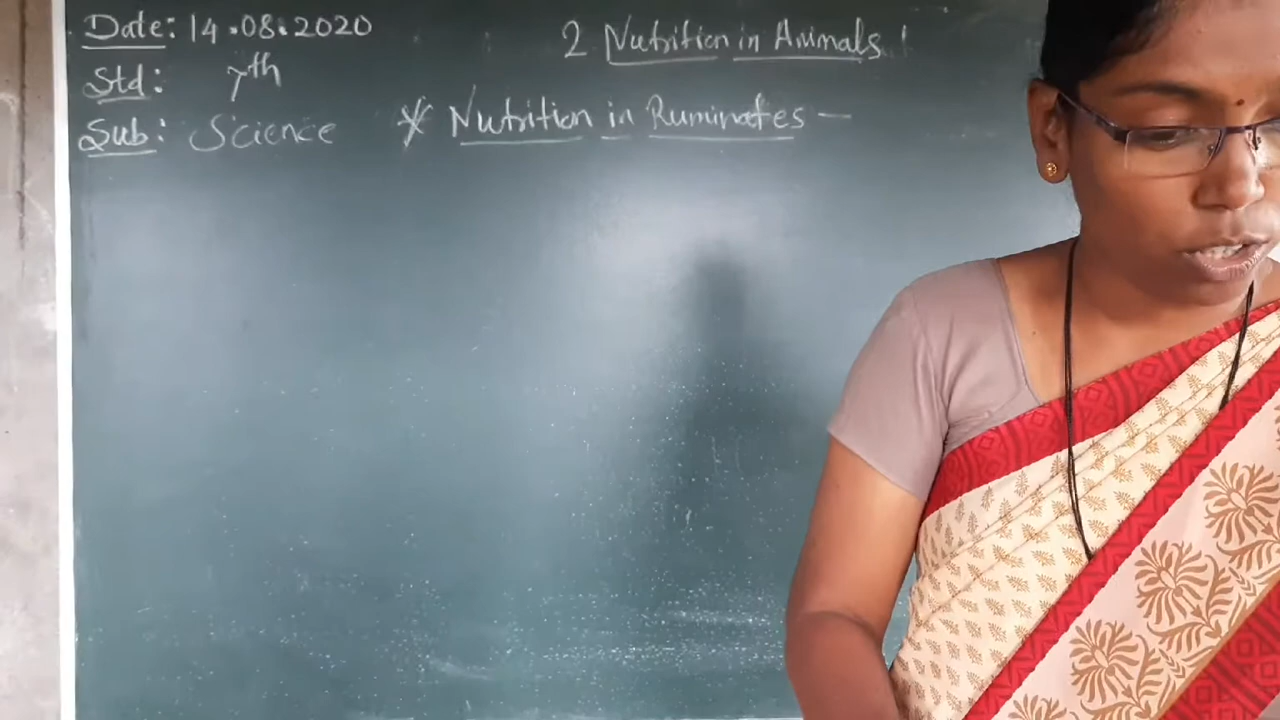 Date: 14.08.2020
2 Nutrition in Animals!
Std: 7th
Sub: Science
* Nutrition in Ruminates —